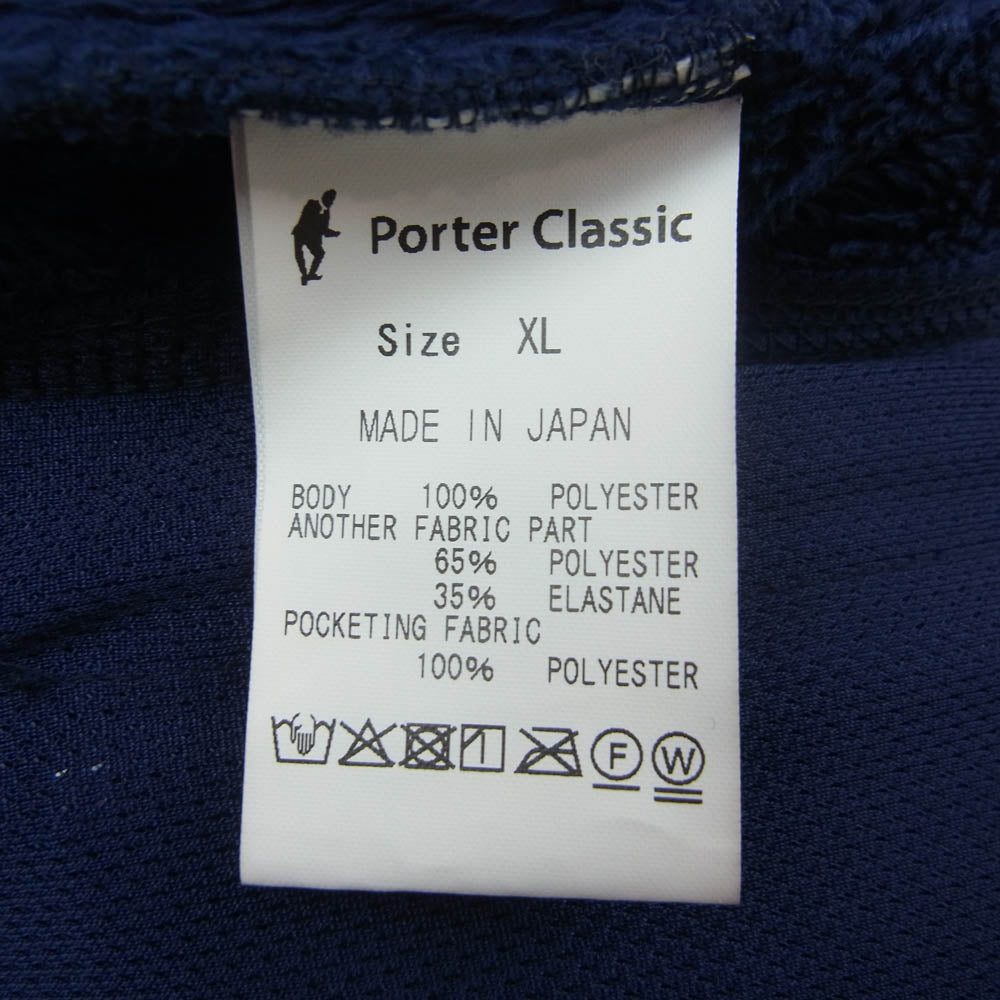 Porter Classic
Size XL
MADE IN JAPAN
BODY 100% POLYESTER
ANOTHER FABRIC PART
65% POLYESTER
35% ELASTANE
POCKETING FABRIC
100% POLYESTER
F W